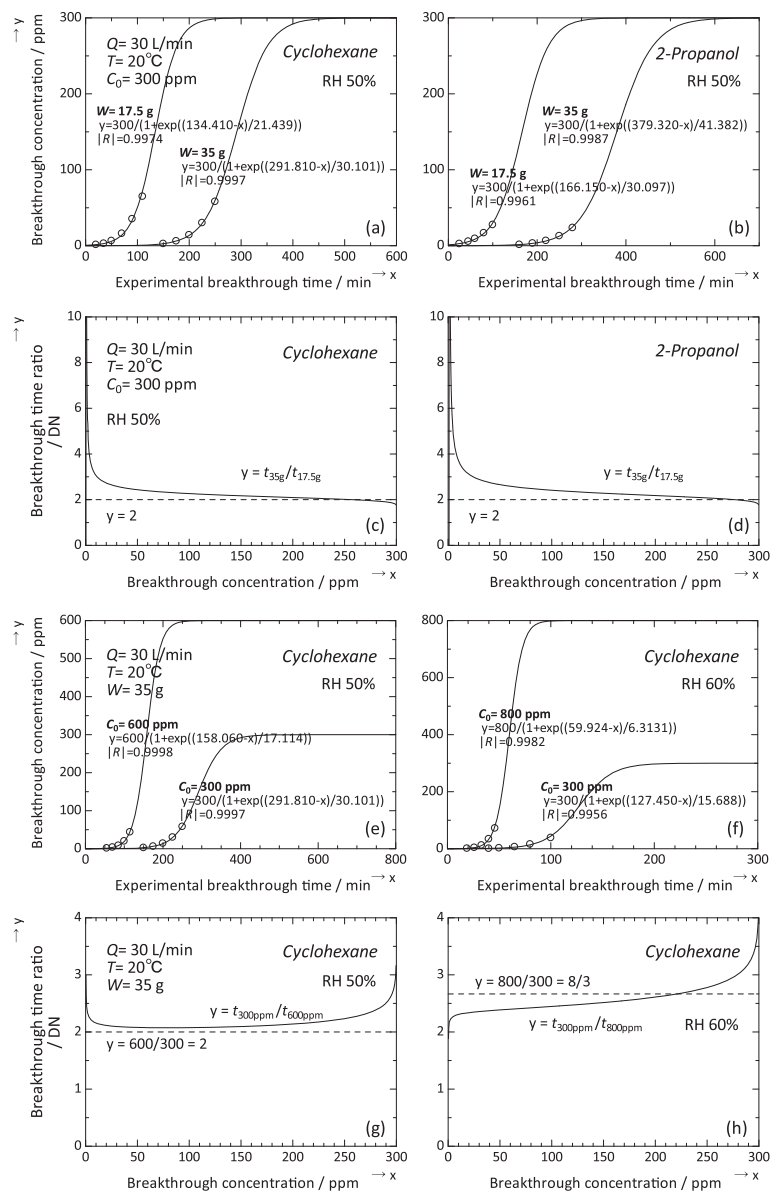 → y
Breakthrough concentration / ppm
300
200
100
0
Q= 30 L/min
T= 20℃
C0= 300 ppm
Cyclohexane
RH 50%
W= 17.5 g
y=300/(1+exp((134.410-x)/21.439))
|R|=0.9974
W= 35 g
y=300/(1+exp((291.810-x)/30.101))
|R|=0.9997
(a)
0 100 200 300 400 500 600
Experimental breakthrough time / min → x
300
200
100
0
2-Propanol
RH 50%
W= 35 g
y=300/(1+exp((379.320-x)/41.382))
|R|=0.9987
W= 17.5 g
y=300/(1+exp((166.150-x)/30.097))
|R|=0.9961
(b)
0 200 400 600
Experimental breakthrough time / min → x
→ y
Breakthrough time ratio
/ DN
10
8
6
4
2
0
Q= 30 L/min
T= 20℃
C0= 300 ppm
RH 50%
Cyclohexane
y = t35g/t17.5g
y = 2
(c)
0 100 200 300
Breakthrough concentration / ppm → x
10
8
6
4
2
0
2-Propanol
y = t35g/t17.5g
y = 2
(d)
0 100 200 300
Breakthrough concentration / ppm → x
→ y
Breakthrough concentration / ppm
600
500
400
300
200
100
0
Q= 30 L/min
T= 20℃
W= 35 g
Cyclohexane
RH 50%
C0= 600 ppm
y=600/(1+exp((158.060-x)/17.114))
|R|=0.9998
C0= 300 ppm
y=300/(1+exp((291.810-x)/30.101))
|R|=0.9997
(e)
0 200 400 600 800
Experimental breakthrough time / min → x
800
600
400
200
0
Cyclohexane
RH 60%
C0= 800 ppm
y=800/(1+exp((59.924-x)/6.3131))
|R|=0.9982
C0= 300 ppm
y=300/(1+exp((127.450-x)/15.688))
|R|=0.9956
(f)
0 100 200 300
Experimental breakthrough time / min → x
→ y
Breakthrough time ratio
/ DN
4
3
2
1
0
Q= 30 L/min
T= 20℃
W= 35 g
Cyclohexane
RH 50%
y = t300ppm/t600ppm
y = 600/300 = 2
(g)
0 50 100 150 200 250 300
Breakthrough concentration / ppm → x
4
3
2
1
0
Cyclohexane
y = 800/300 = 8/3
y = t300ppm/t800ppm
RH 60%
(h)
0 100 200 300
Breakthrough concentration / ppm → x